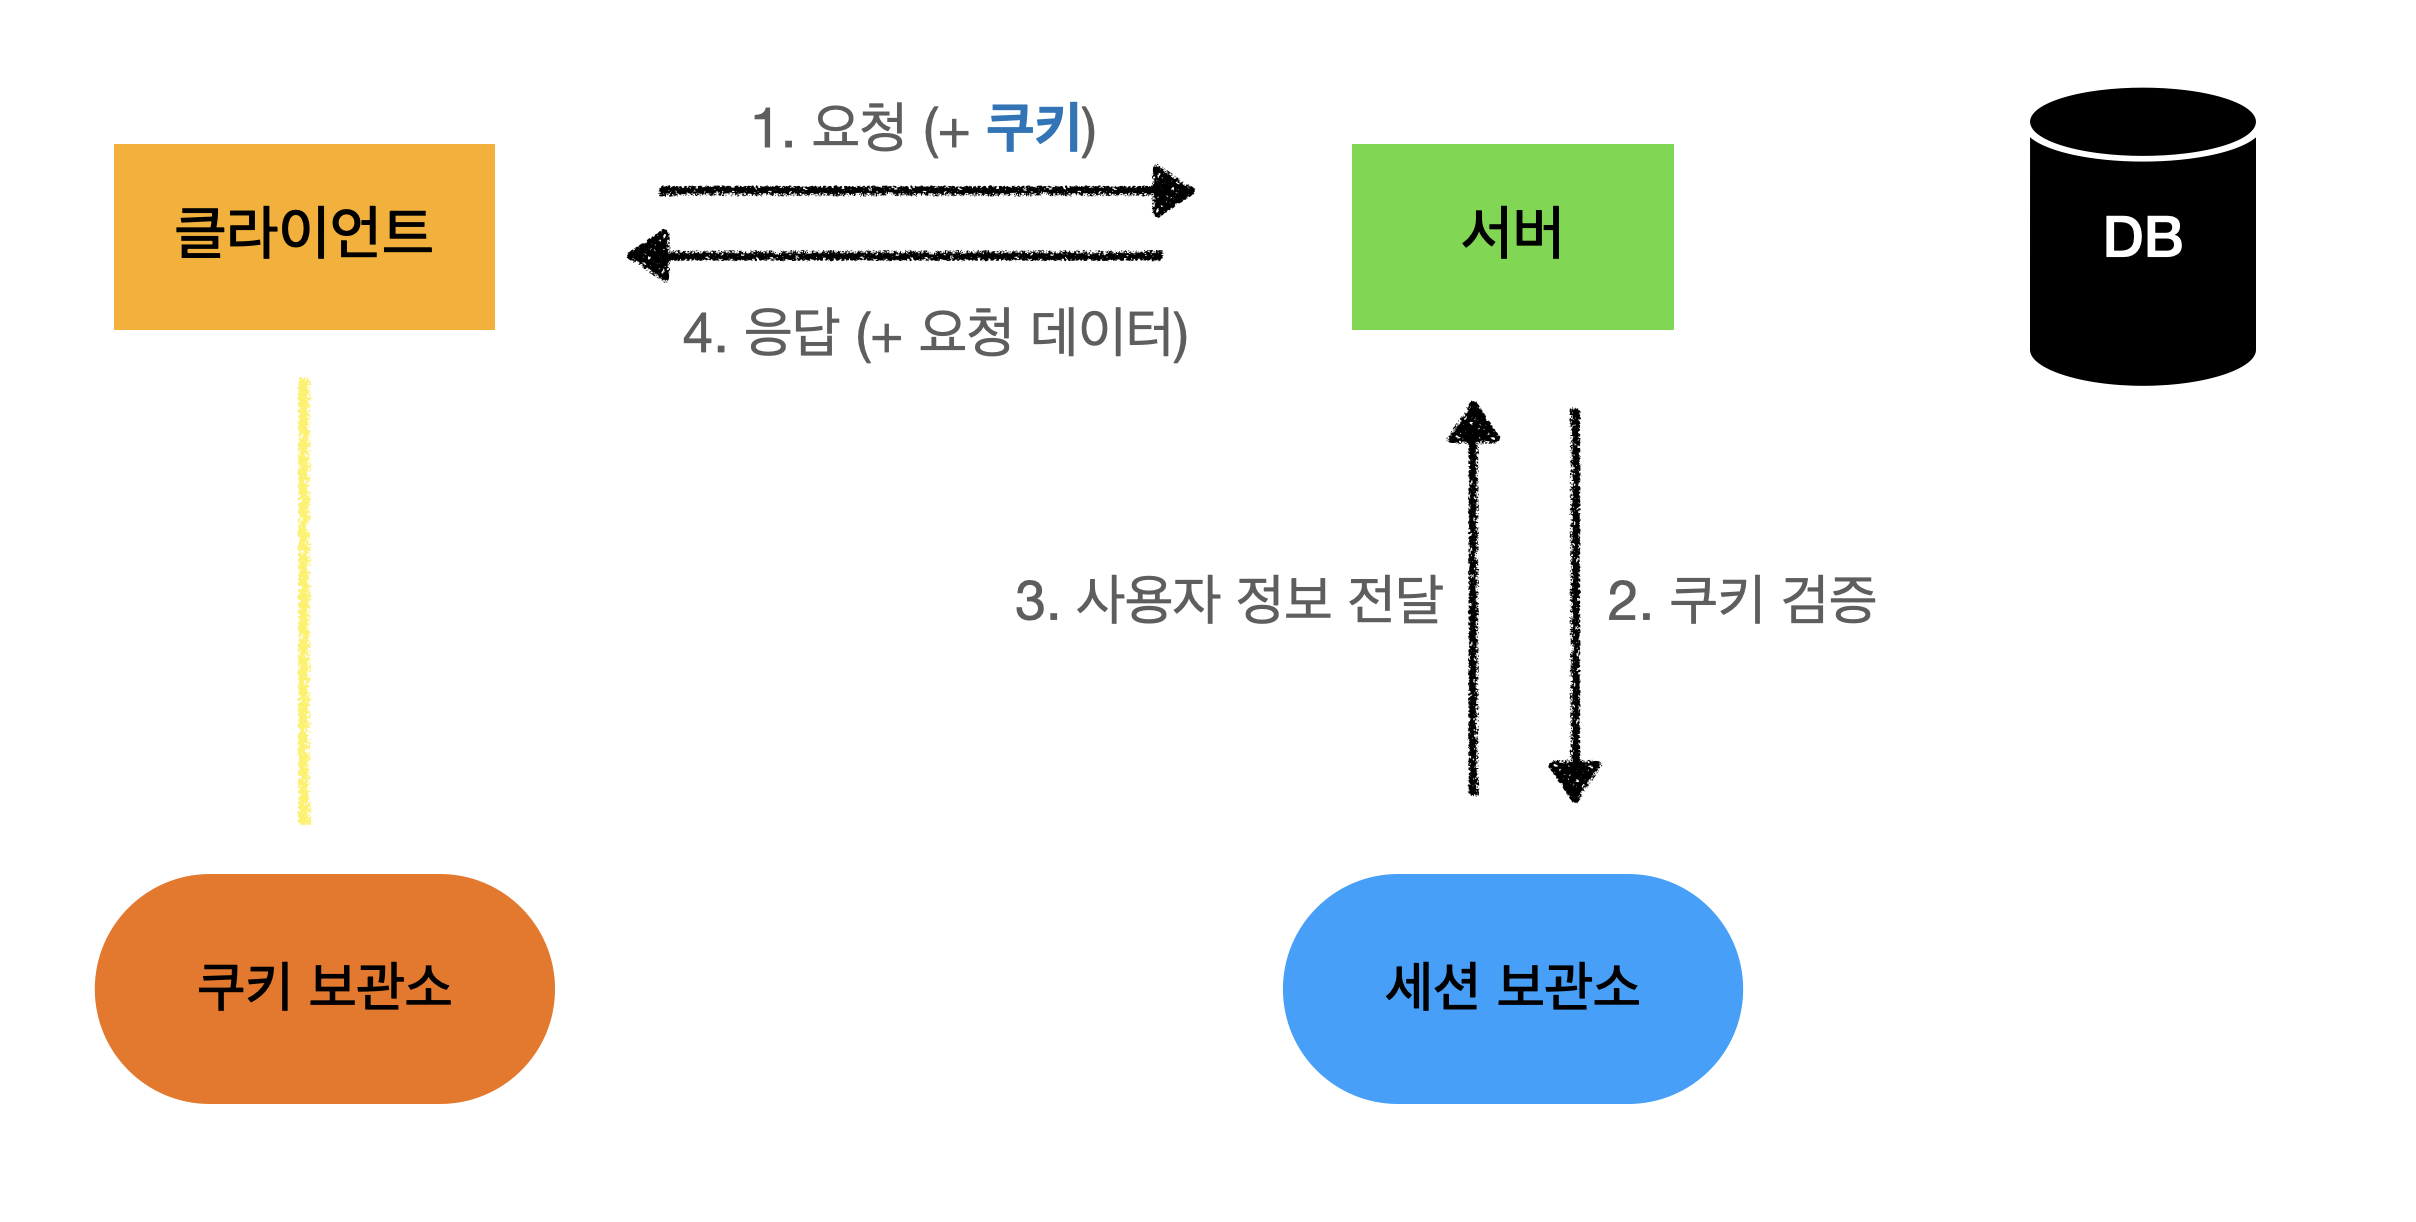 1. 요청 (+ 쿠키)
클라이언트
서버
DB
4. 응답 (+ 요청 데이터)
3. 사용자 정보 전달
2. 쿠키 검증
쿠키 보관소
세션 보관소